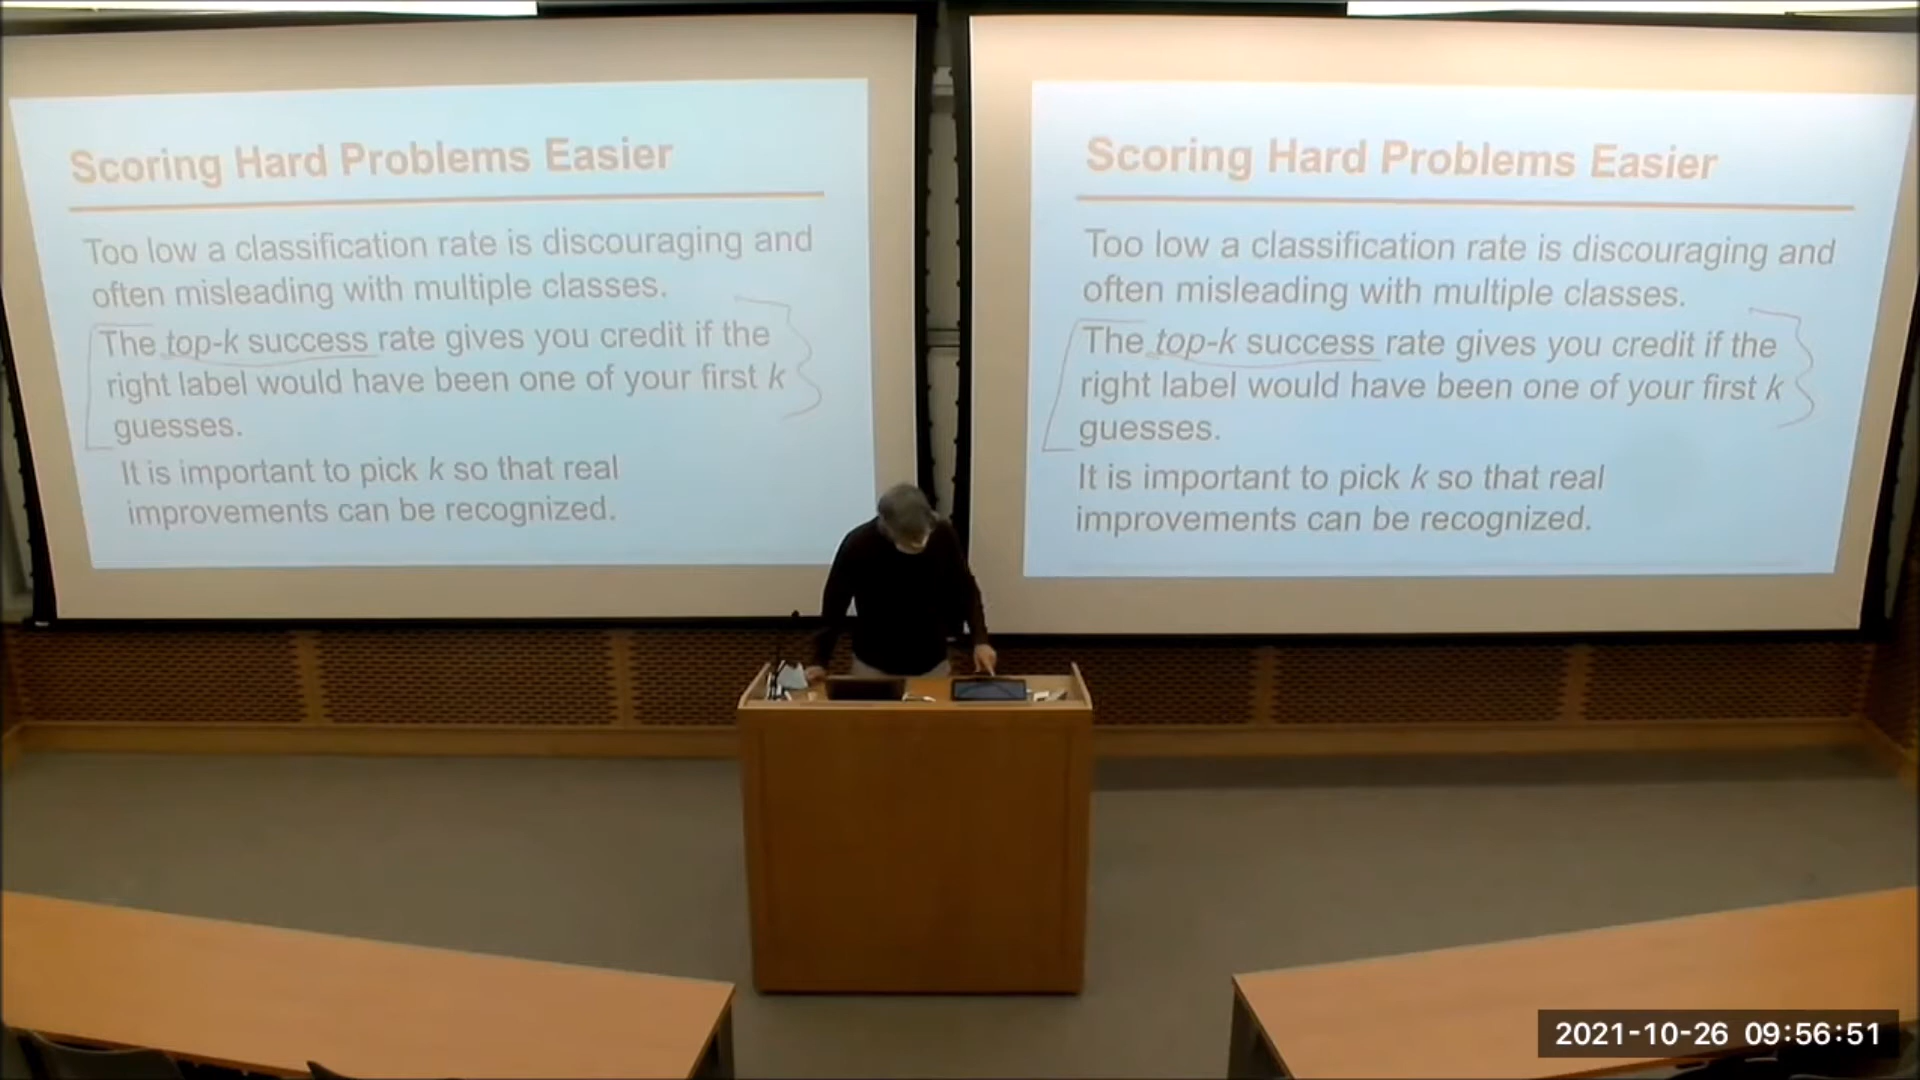 Scoring Hard Problems Easier
Too low a classification rate is discouraging and
often misleading with multiple classes.
The top-k success rate gives you credit if the
right label would have been one of your first k
guesses.
It is important to pick k so that real
improvements can be recognized.
Scoring Hard Problems Easier
Too low a classification rate is discouraging and
often misleading with multiple classes.
The top-k success rate gives you credit if the
right label would have been one of your first k
guesses.
It is important to pick k so that real
improvements can be recognized.
2021-10-26 09:56:51